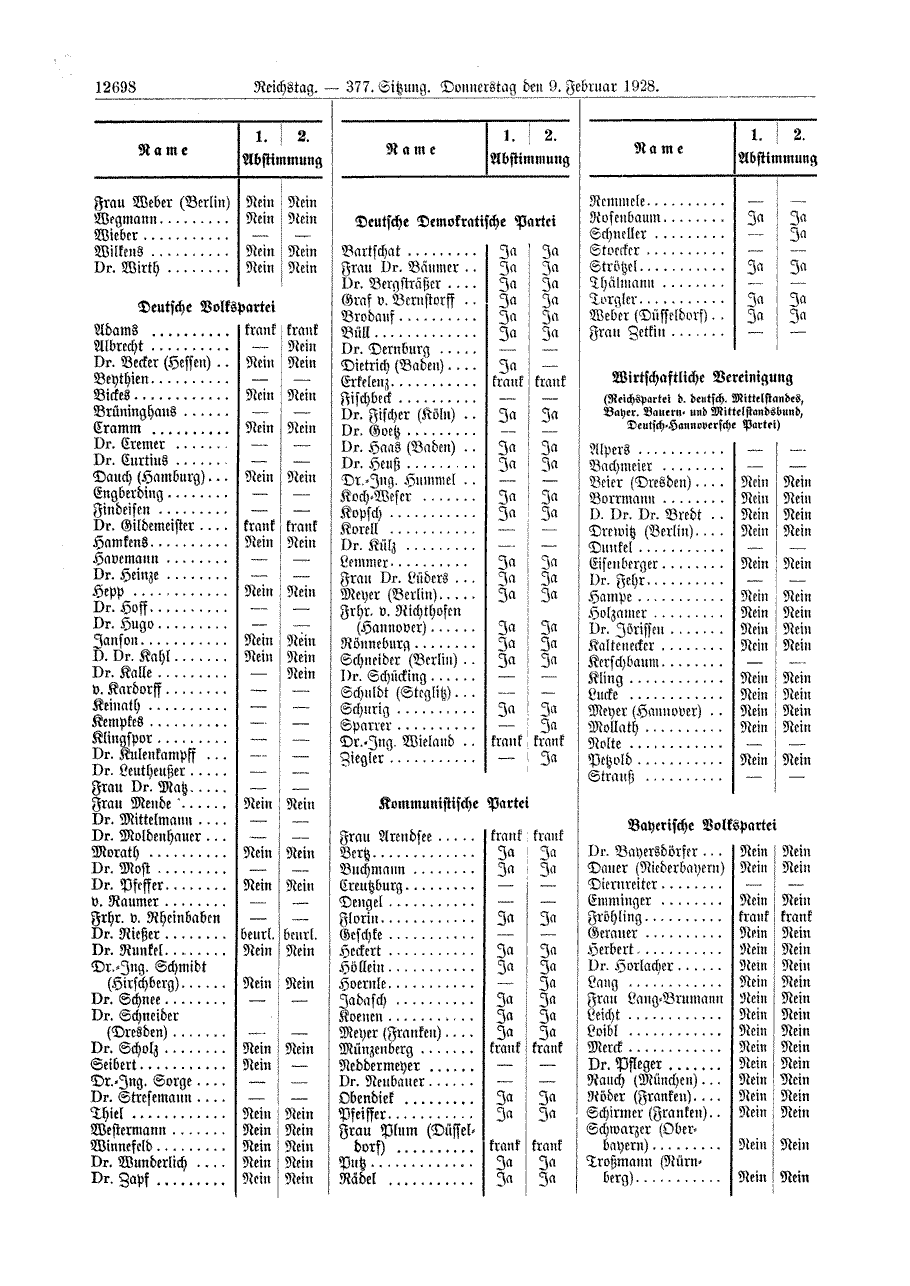 12698 Reichstag. — 377. Sitzung. Donnerstag den 9. Februar 1928.
Name 1. 2. Abstimmung
Frau Weber (Berlin) Nein Nein
Wegmann......... Nein Nein
Wieber ........... — —
Wilkens .......... Nein Nein
Dr. Wirth ........ Nein Nein
Deutsche Volkspartei
Adams .......... krank krank
Albrecht .......... — Nein
Dr. Becker (Hessen) .. Nein Nein
Beythien.......... — —
Bickes............ Nein Nein
Brüninghaus ...... — —
Cramm .......... Nein Nein
Dr. Cremer ....... — —
Dr. Curtius ....... — —
Dauch (Hamburg)... Nein Nein
Engberding........ — —
Findeisen ......... — —
Dr. Gildemeister .... krank krank
Hamkens.......... Nein Nein
Havemann ........ — —
Dr. Heinze ........ — —
Hepp ............ Nein Nein
Dr. Hoff.......... — —
Dr. Hugo......... — —
Janson........... Nein Nein
D. Dr. Kahl....... Nein Nein
Dr. Kalle ......... — Nein
v. Kardorff ........ — —
Keinath .......... — —
Kempkes ......... — —
Klingspor ......... — —
Dr. Kulenkampff ... — —
Dr. Leutheußer ..... — —
Frau Dr. Matz..... — —
Frau Mende ...... Nein Nein
Dr. Mittelmann .... — —
Dr. Moldenhauer ... — —
Morath .......... Nein Nein
Dr. Most ......... — —
Dr. Pfeffer........ Nein Nein
v. Raumer ........ — —
Frhr. v. Rheinbaben — —
Dr. Rießer ........ beurl. beurl.
Dr. Runkel........ Nein Nein
Dr.-Ing. Schmidt
(Hirschberg)...... Nein Nein
Dr. Schnee ........ — —
Dr. Schneider
(Dresden) ....... — —
Dr. Scholz ........ Nein Nein
Seibert........... Nein —
Dr.-Ing. Sorge .... — —
Dr. Stresemann .... — —
Thiel ............ Nein Nein
Westermann ...... Nein Nein
Winnefeld......... Nein Nein
Dr. Wunderlich .... Nein Nein
Dr. Zapf ......... Nein Nein
Name 1. 2. Abstimmung
Deutsche Demokratische Partei
Bartschat ......... Ja Ja
Frau Dr. Bäumer .. Ja Ja
Dr. Bergsträßer .... Ja Ja
Graf v. Bernstorff .. Ja Ja
Brodauf .......... Ja Ja
Büll ............. Ja Ja
Dr. Dernburg ..... — —
Dietrich (Baden).... Ja —
Erkelenz.......... krank krank
Fischbeck ......... — —
Dr. Fischer (Köln) .. Ja Ja
Dr. Goetz ......... — —
Dr. Haas (Baden) .. Ja Ja
Dr. Heuß ......... Ja Ja
Dr.-Ing. Hummel .. — —
Koch-Weser ....... Ja Ja
Kopsch .......... Ja Ja
Korell ........... — —
Dr. Külz ......... — —
Lemmer.......... Ja Ja
Frau Dr. Lüders ... Ja Ja
Meyer (Berlin)..... Ja Ja
Frhr. v. Richthofen
(Hannover) ...... Ja Ja
Rönneburg ........ Ja Ja
Schneider (Berlin) .. Ja Ja
Dr. Schücking...... — —
Schuldt (Steglitz) ... — —
Schurig .......... Ja Ja
Sparrer .......... — Ja
Dr.-Ing. Wieland .. krank krank
Ziegler ........... — Ja
Kommunistische Partei
Frau Arendsee ..... krank krank
Bertz............ Ja Ja
Buchmann ........ Ja Ja
Creutzburg......... — —
Dengel ........... — —
Florin............ Ja Ja
Geschke .......... — —
Heckert .......... Ja Ja
Höllein........... Ja Ja
Hoernle........... — Ja
Jadasch .......... Ja Ja
Koenen .......... Ja Ja
Meyer (Franken).... Ja Ja
Münzenberg ....... krank krank
Neddermeyer ...... — —
Dr. Neubauer...... — —
Obendiek ......... Ja Ja
Pfeiffer........... Ja Ja
Frau Plum (Düssel-
dorf) .......... krank krank
Putz ............ Ja Ja
Rädel ........... Ja Ja
Name 1. 2. Abstimmung
Remmele.......... — —
Rosenbaum........ Ja Ja
Schneller ......... — Ja
Stoecker .......... — —
Strötzel........... Ja Ja
Thälmann ........ — —
Torgler........... Ja Ja
Weber (Düsseldorf) .. Ja Ja
Frau Zetkin ....... — —
Wirtschaftliche Vereinigung
(Reichspartei d. deutsch. Mittelstandes,
Bayer. Bauern- und Mittelstandsbund,
Deutsch-Hannoversche Partei)
Alpers ........... — —
Bachmeier ........ — —
Beier (Dresden).... Nein Nein
Borrmann ........ Nein Nein
D. Dr. Dr. Bredt .. Nein Nein
Drewitz (Berlin).... Nein Nein
Dunkel ........... — —
Eisenberger........ Nein Nein
Dr. Fehr.......... — —
Hampe ........... Nein Nein
Holzamer ......... Nein Nein
Dr. Jörissen ....... Nein Nein
Kaltenecker ........ Nein Nein
Kerschbaum........ — —
Kling ............ Nein Nein
Lucke ........... Nein Nein
Meyer (Hannover) .. Nein Nein
Mollath .......... Nein Nein
Nolte ............ — —
Petzold ........... Nein Nein
Strauß .......... — —
Bayerische Volkspartei
Dr. Bayersdörfer ... Nein Nein
Dauer (Niederbayern) Nein Nein
Diernreiter........ — —
Emminger ........ Nein Nein
Fröhling.......... krank krank
Gerauer .......... Nein Nein
Herbert........... Nein Nein
Dr. Horlacher...... Nein Nein
Lang ............ Nein Nein
Frau Lang-Brumann Nein Nein
Leicht ............ Nein Nein
Loibl ............ Nein Nein
Merck ............ Nein Nein
Dr. Pfleger ....... Nein Nein
Rauch (München)... Nein Nein
Röder (Franken).... Nein Nein
Schirmer (Franken).. Nein Nein
Schwarzer (Ober-
bayern) ......... Nein Nein
Troßmann (Nürn-
berg)........... Nein Nein